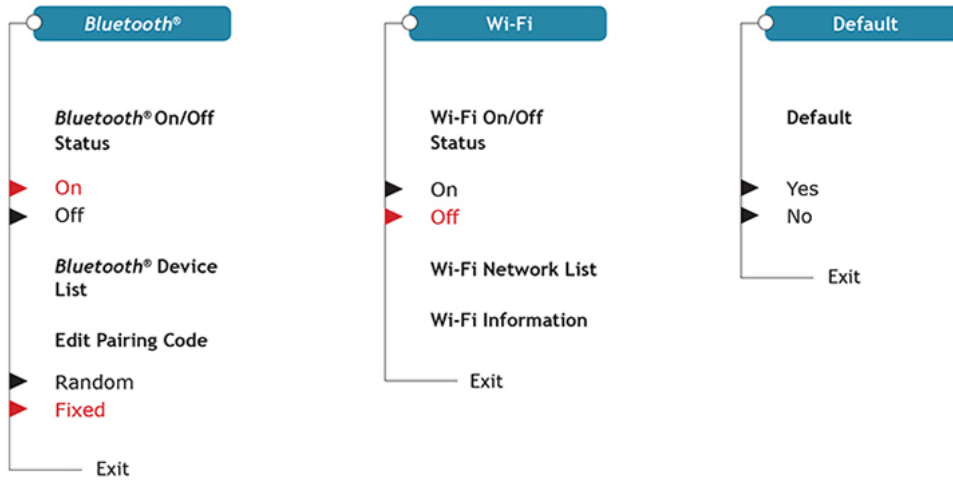 Bluetooth®
Bluetooth® On/Off
Status
On
Off
Bluetooth® Device
List
Edit Pairing Code
Random
Fixed
Exit
Wi-Fi
Wi-Fi On/Off
Status
On
Off
Wi-Fi Network List
Wi-Fi Information
Exit
Default
Default
Yes
No
Exit